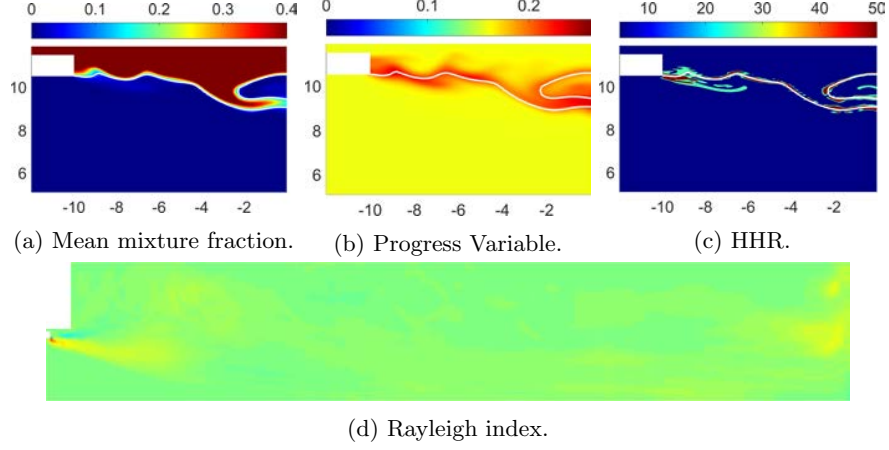 0 0.1 0.2 0.3 0.4
0 0.1 0.2
10 20 30 40 50
10
8
6
-10 -8 -6 -4 -2
10
8
6
-10 -8 -6 -4 -2
10
8
6
-10 -8 -6 -4 -2
(a) Mean mixture fraction.
(b) Progress Variable.
(c) HHR.
(d) Rayleigh index.